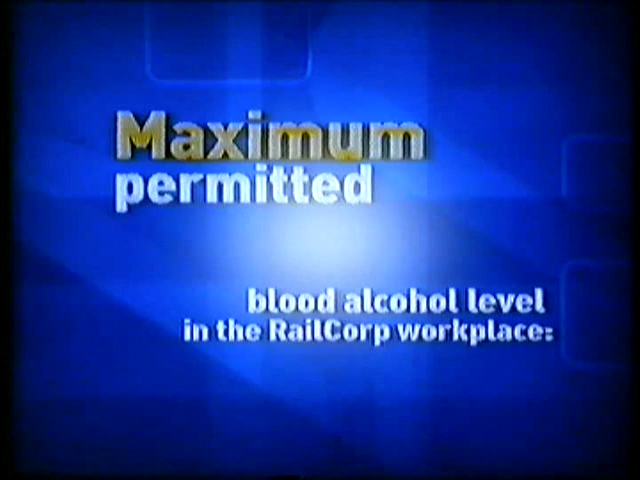 Maximum
permitted
blood alcohol level
in the RailCorp workplace: